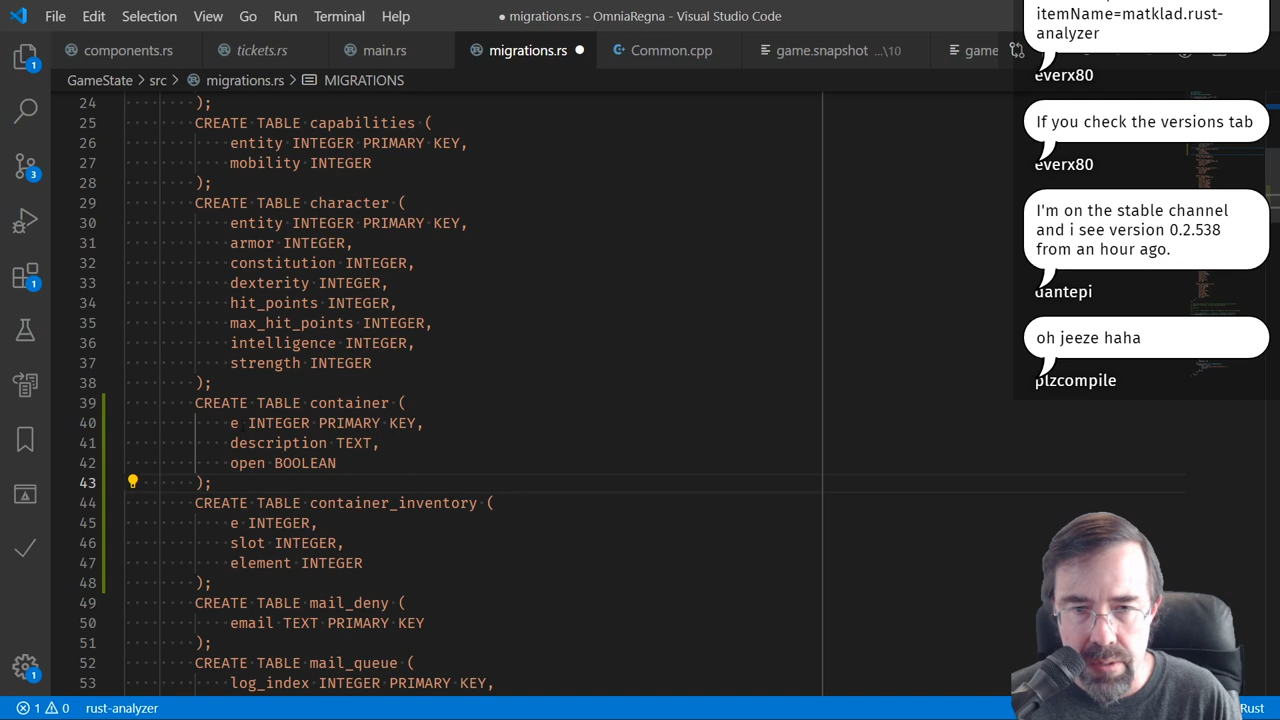 File Edit Selection View Go Run Terminal Help
● migrations.rs - OmniaRegna - Visual Studio Code
components.rs tickets.rs main.rs migrations.rs ● Common.cpp game.snapshot ...\10 game
GameState > src > migrations.rs > MIGRATIONS
24 );
25 CREATE TABLE capabilities (
26 entity INTEGER PRIMARY KEY,
27 mobility INTEGER
28 );
29 CREATE TABLE character (
30 entity INTEGER PRIMARY KEY,
31 armor INTEGER,
32 constitution INTEGER,
33 dexterity INTEGER,
34 hit_points INTEGER,
35 max_hit_points INTEGER,
36 intelligence INTEGER,
37 strength INTEGER
38 );
39 CREATE TABLE container (
40 e INTEGER PRIMARY KEY,
41 description TEXT,
42 open BOOLEAN
43 );
44 CREATE TABLE container_inventory (
45 e INTEGER,
46 slot INTEGER,
47 element INTEGER
48 );
49 CREATE TABLE mail_deny (
50 email TEXT PRIMARY KEY
51 );
52 CREATE TABLE mail_queue (
53 log_index INTEGER PRIMARY KEY,
itemName=matklad.rust-
analyzer
everx80
If you check the versions tab
everx80
I'm on the stable channel
and i see version 0.2.538
from an hour ago.
dantepi
oh jeeze haha
plzcompile
1
3
1
1
1 0 rust-analyzer
Rust